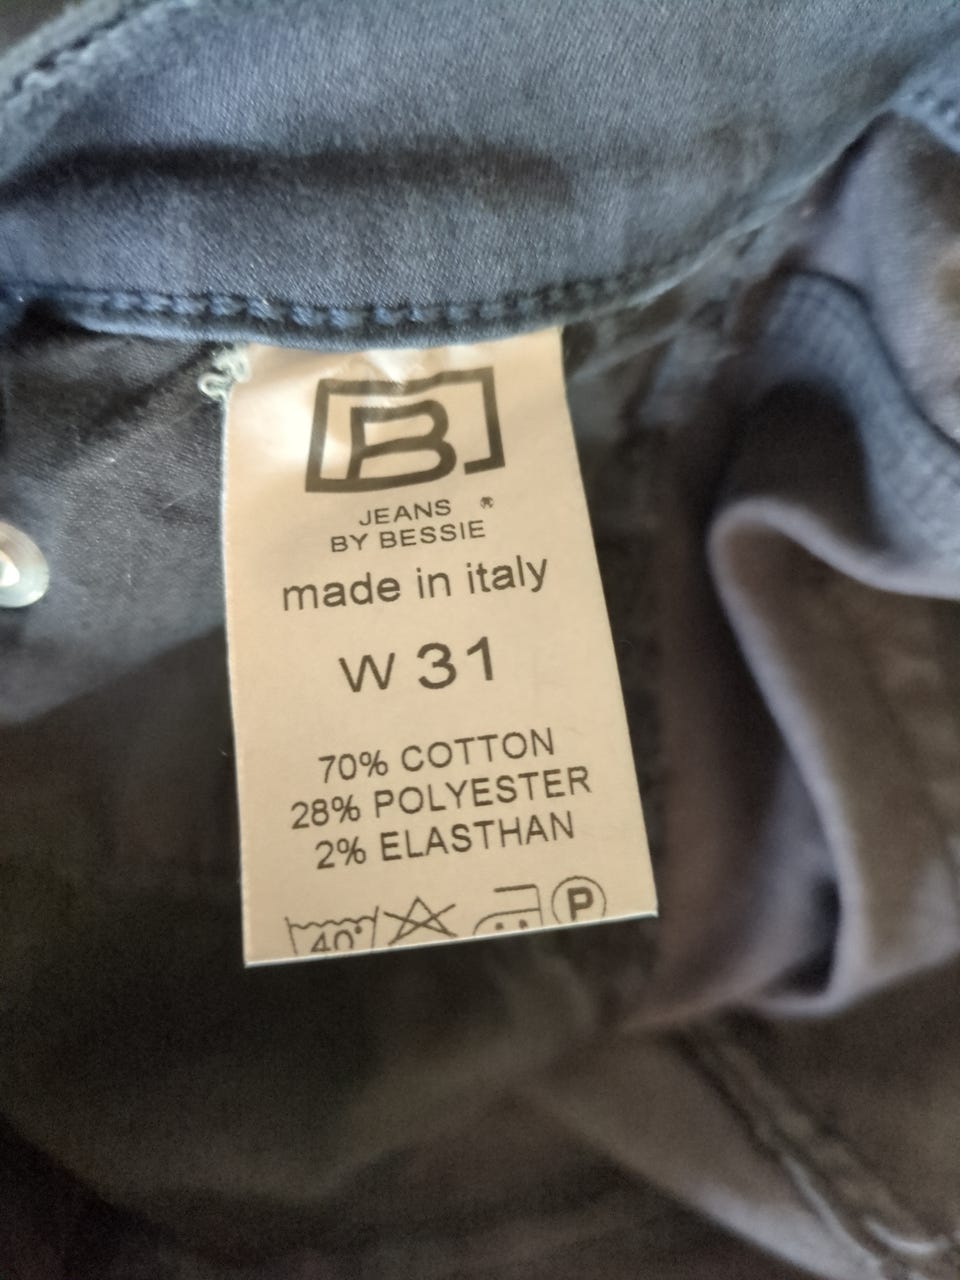 B
JEANS ®
BY BESSIE
made in italy
W 31
70% COTTON
28% POLYESTER
2% ELASTHAN
40° P